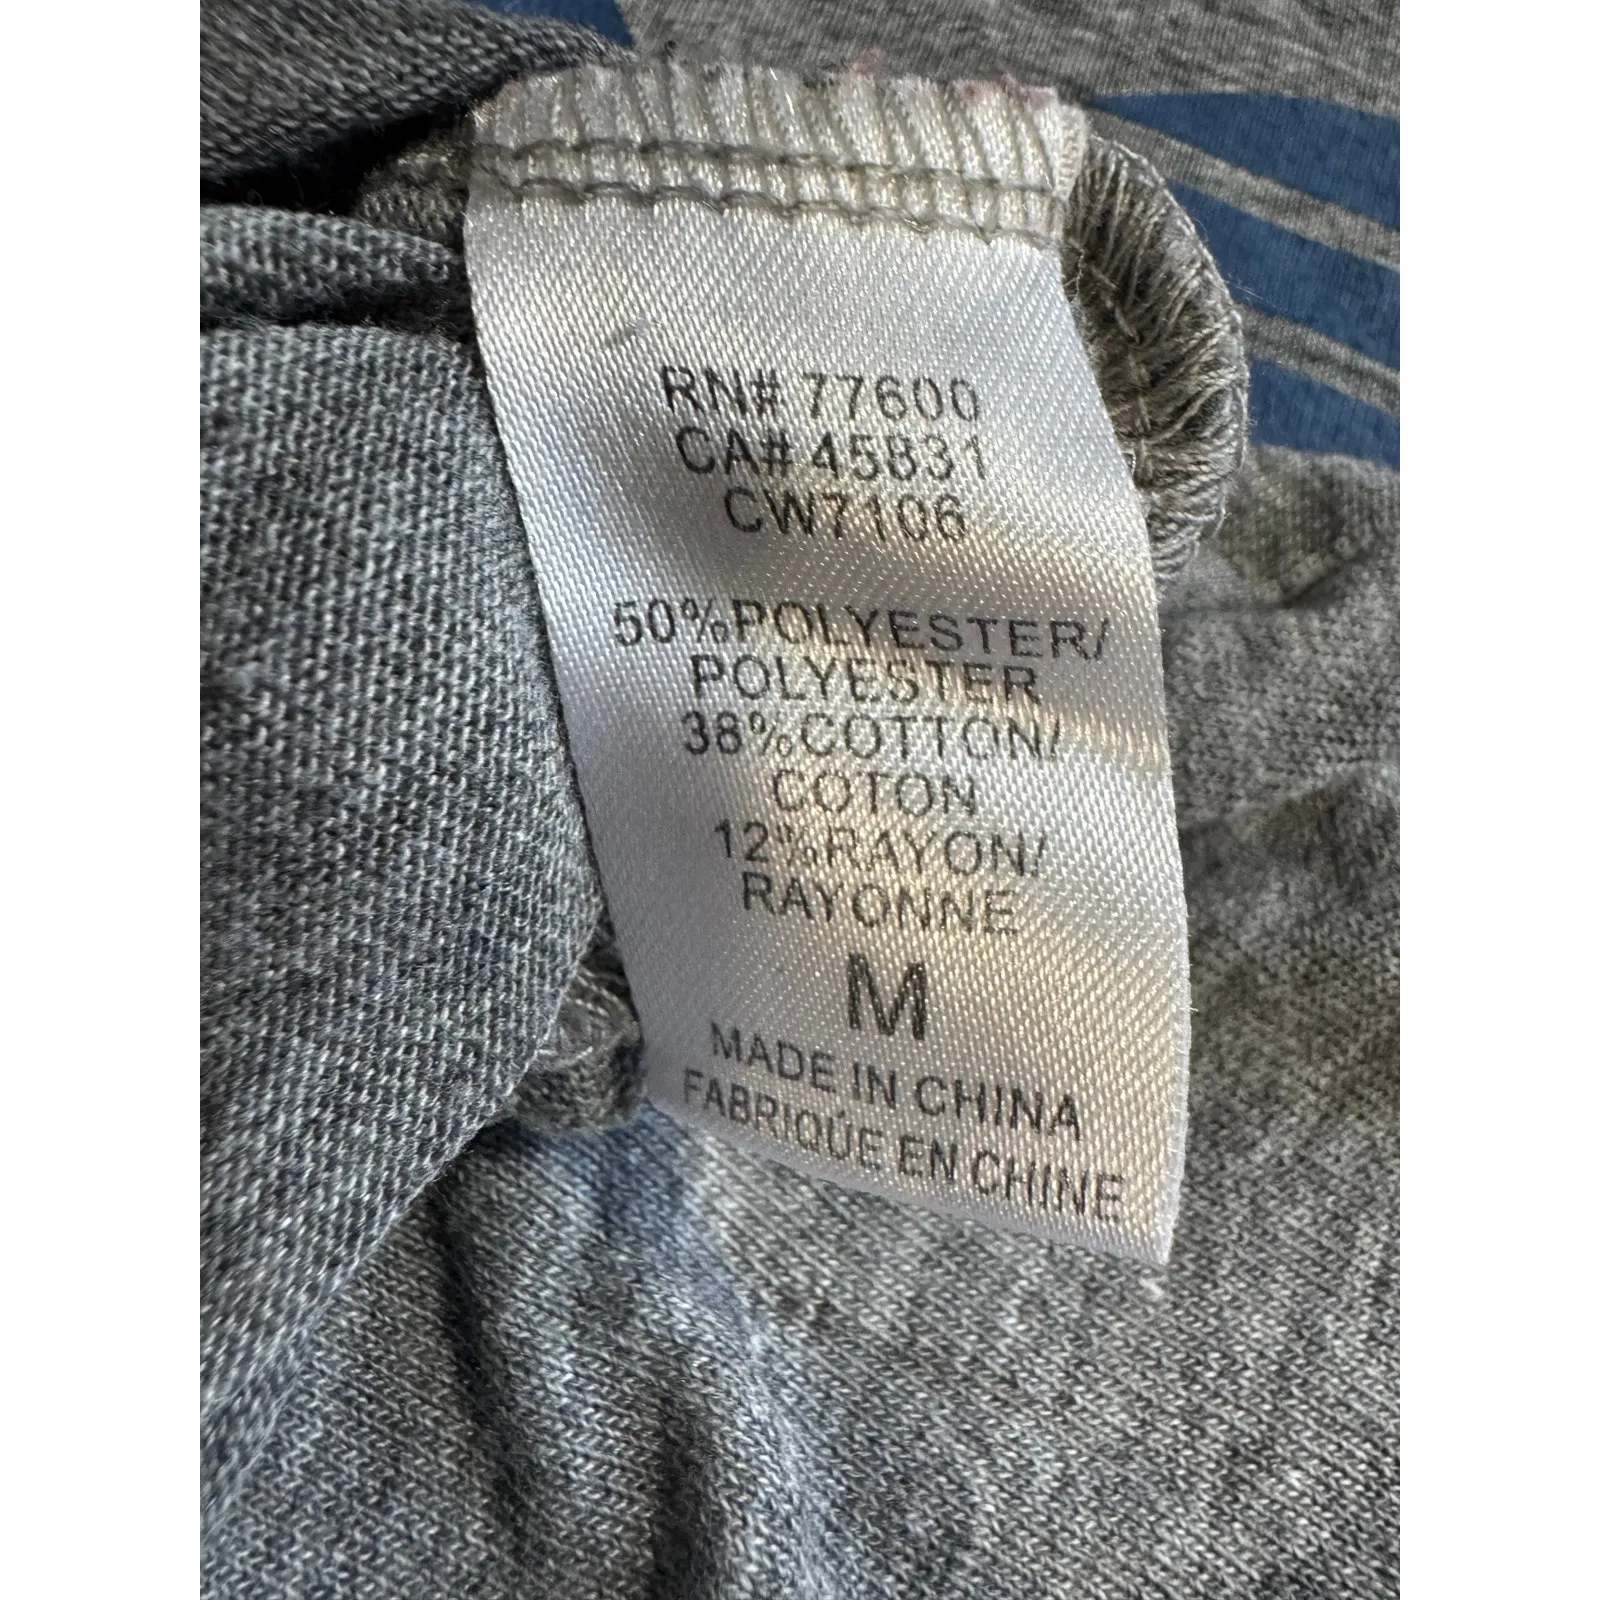 RN# 77600
CA# 45831
CW7106
50%POLYESTER/
POLYESTER
38%COTTON/
COTON
12%RAYON/
RAYONNE
M
MADE IN CHINA
FABRIQÚE EN CHINE